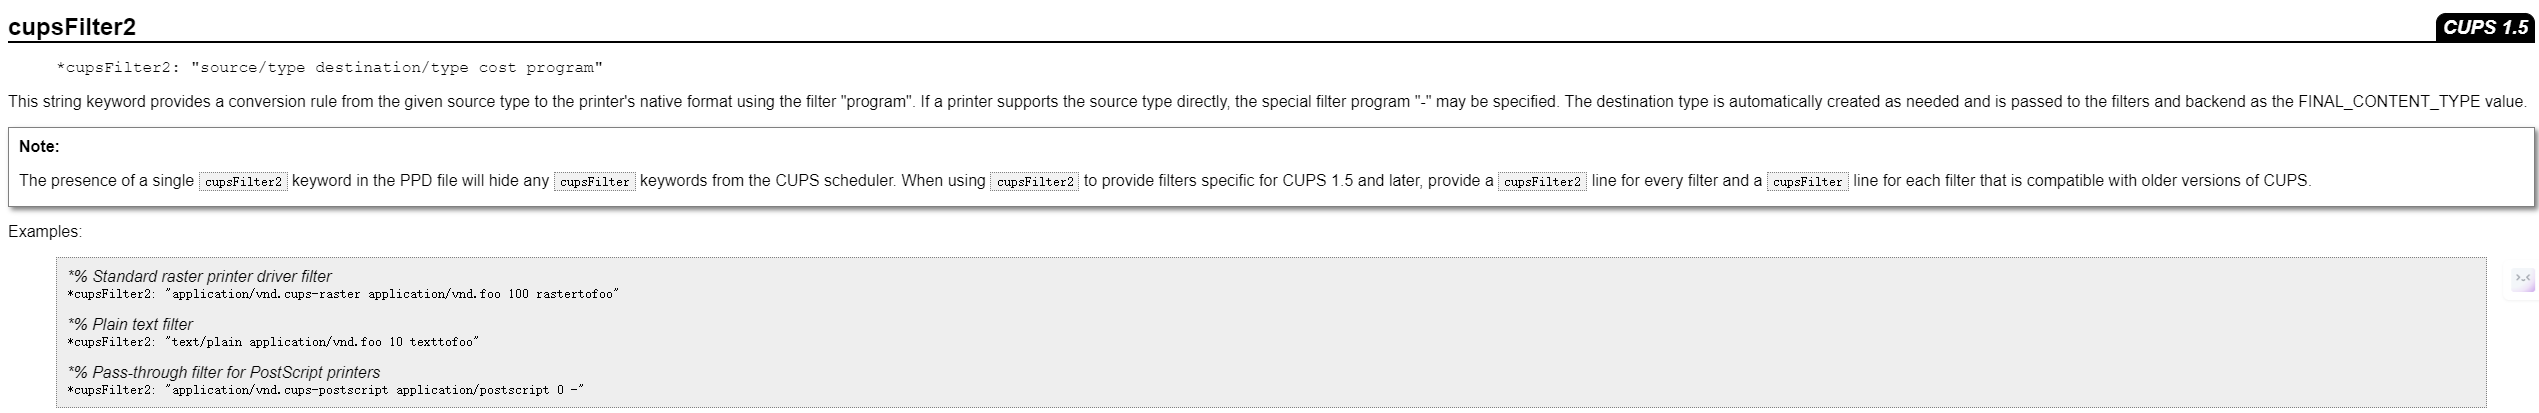 cupsFilter2
CUPS 1.5
*cupsFilter2: "source/type destination/type cost program"
This string keyword provides a conversion rule from the given source type to the printer's native format using the filter "program". If a printer supports the source type directly, the special filter program "-" may be specified. The destination type is automatically created as needed and is passed to the filters and backend as the FINAL_CONTENT_TYPE value.
Note:
The presence of a single cupsFilter2 keyword in the PPD file will hide any cupsFilter keywords from the CUPS scheduler. When using cupsFilter2 to provide filters specific for CUPS 1.5 and later, provide a cupsFilter2 line for every filter and a cupsFilter line for each filter that is compatible with older versions of CUPS.
Examples:
*% Standard raster printer driver filter
*cupsFilter2: "application/vnd.cups-raster application/vnd.foo 100 rastertofoo"
*% Plain text filter
*cupsFilter2: "text/plain application/vnd.foo 10 texttofoo"
*% Pass-through filter for PostScript printers
*cupsFilter2: "application/vnd.cups-postscript application/postscript 0 -"